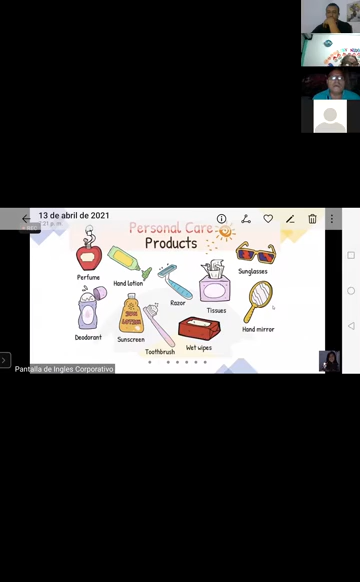 13 de abril de 2021
Personal Care
Products
Perfume
Hand lotion
Razor
Tissues
Sunglasses
Deodorant
Sunscreen
Toothbrush
Wet wipes
Hand mirror
Pantalla de Ingles Corporativo